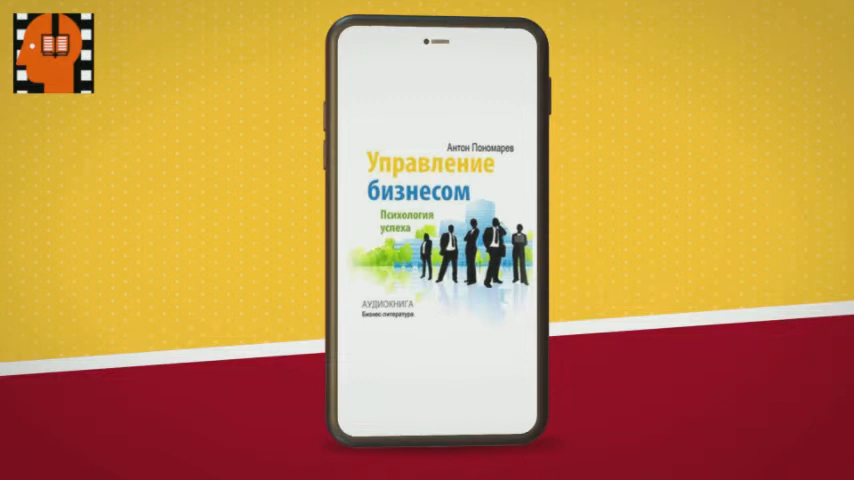 Антон Пономарев
Управление
бизнесом
Психология
успеха
АУДИОКНИГА
Бизнес-литература